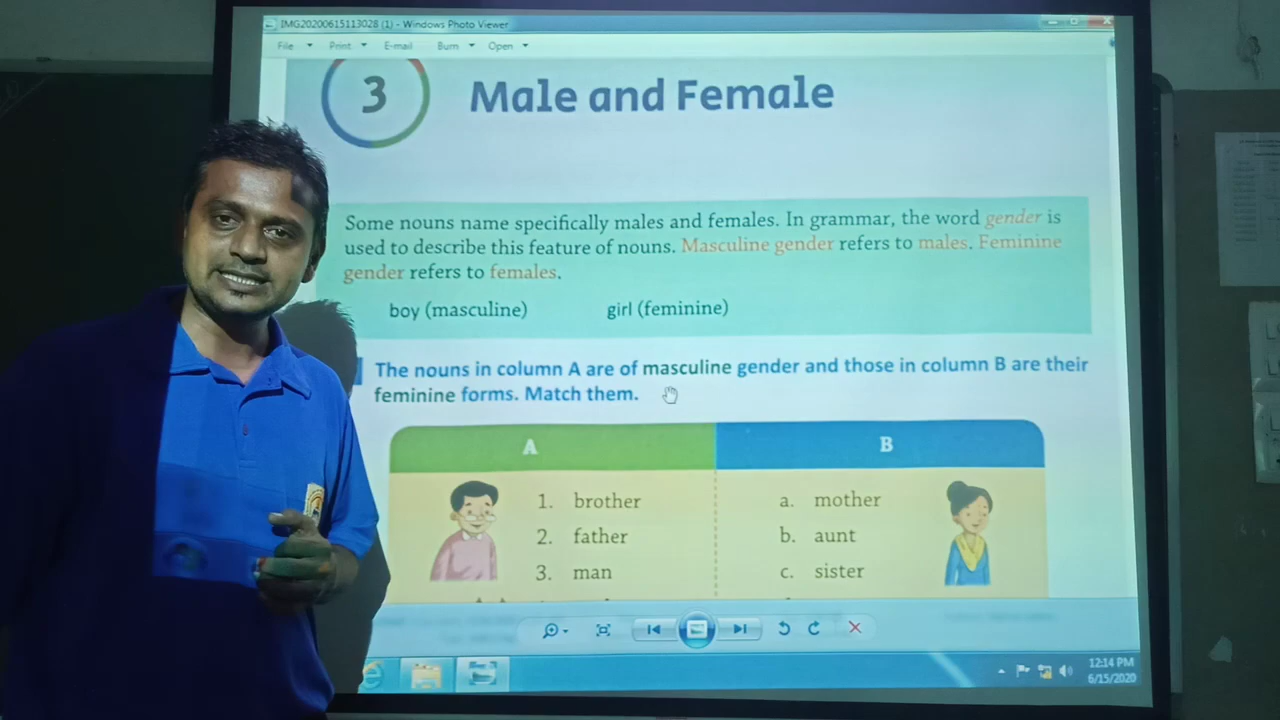 IMG20200615113028 (1) - Windows Photo Viewer
File Print E-mail Burn Open
3
Male and Female
Some nouns name specifically males and females. In grammar, the word gender is
used to describe this feature of nouns. Masculine gender refers to males. Feminine
gender refers to females.
boy (masculine) girl (feminine)
The nouns in column A are of masculine gender and those in column B are their
feminine forms. Match them.
A B
1. brother a. mother
2. father b. aunt
3. man c. sister
12:14 PM
6/15/2020